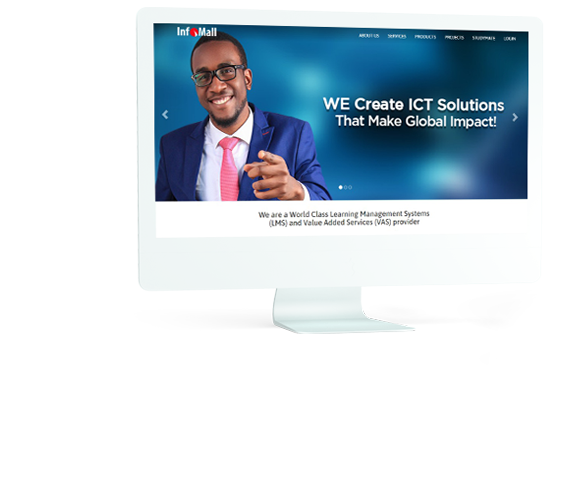 InfoMall
ABOUT US SERVICES PRODUCTS PROJECTS STUDYMATE LOGIN
WE Create ICT Solutions
That Make Global Impact!
We are a World Class Learning Management Systems
(LMS) and Value Added Services (VAS) provider